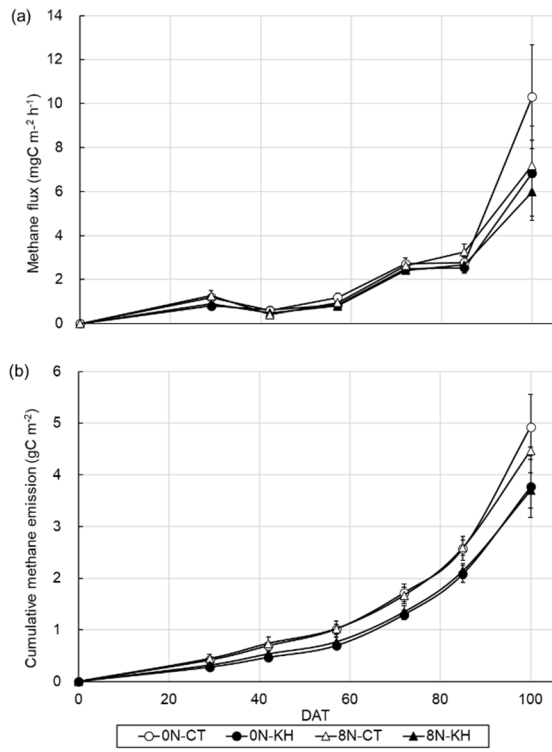 (a)
14
12
10
8
6
4
2
0
Methane flux (mgC m-2 h-1)
(b)
6
5
4
3
2
1
0
Cumulative methane emission (gC m-2)
0 20 40 60 80 100
DAT
0N-CT 0N-KH 8N-CT 8N-KH